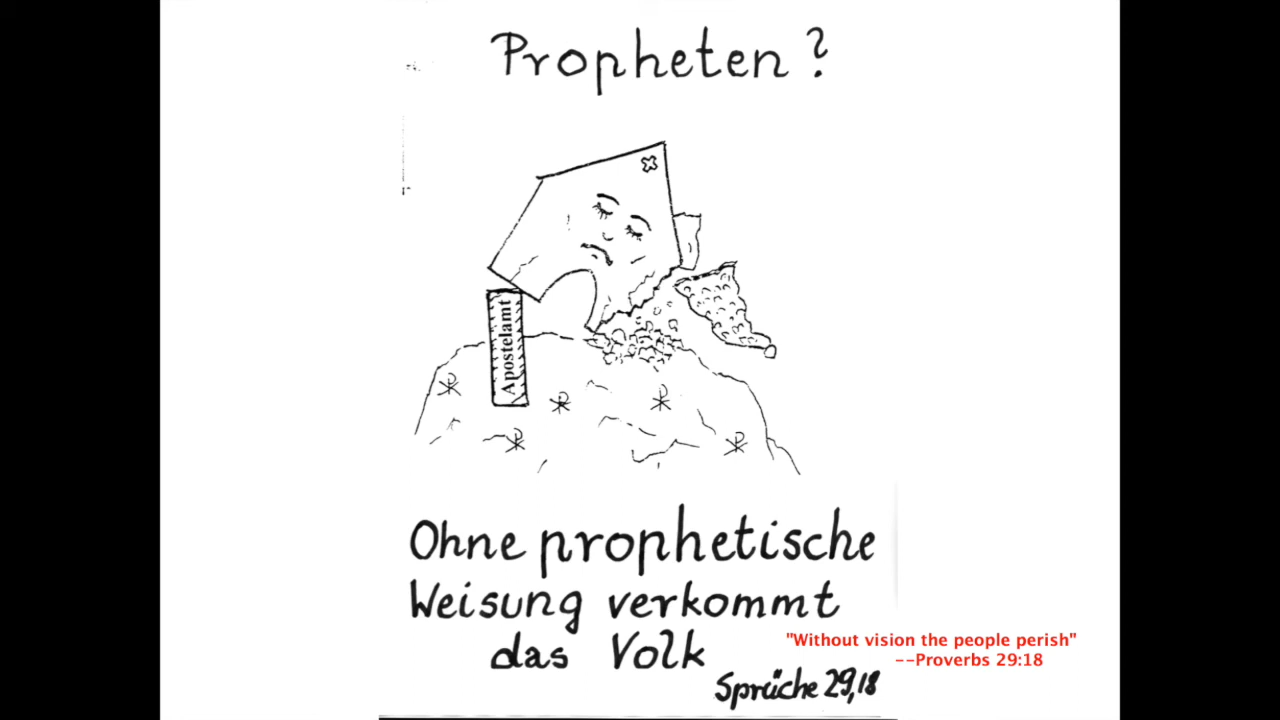 Propheten?
Apostelamt
Ohne prophetische
Weisung verkommt
das Volk
Sprüche 29,18
"Without vision the people perish"
--Proverbs 29:18